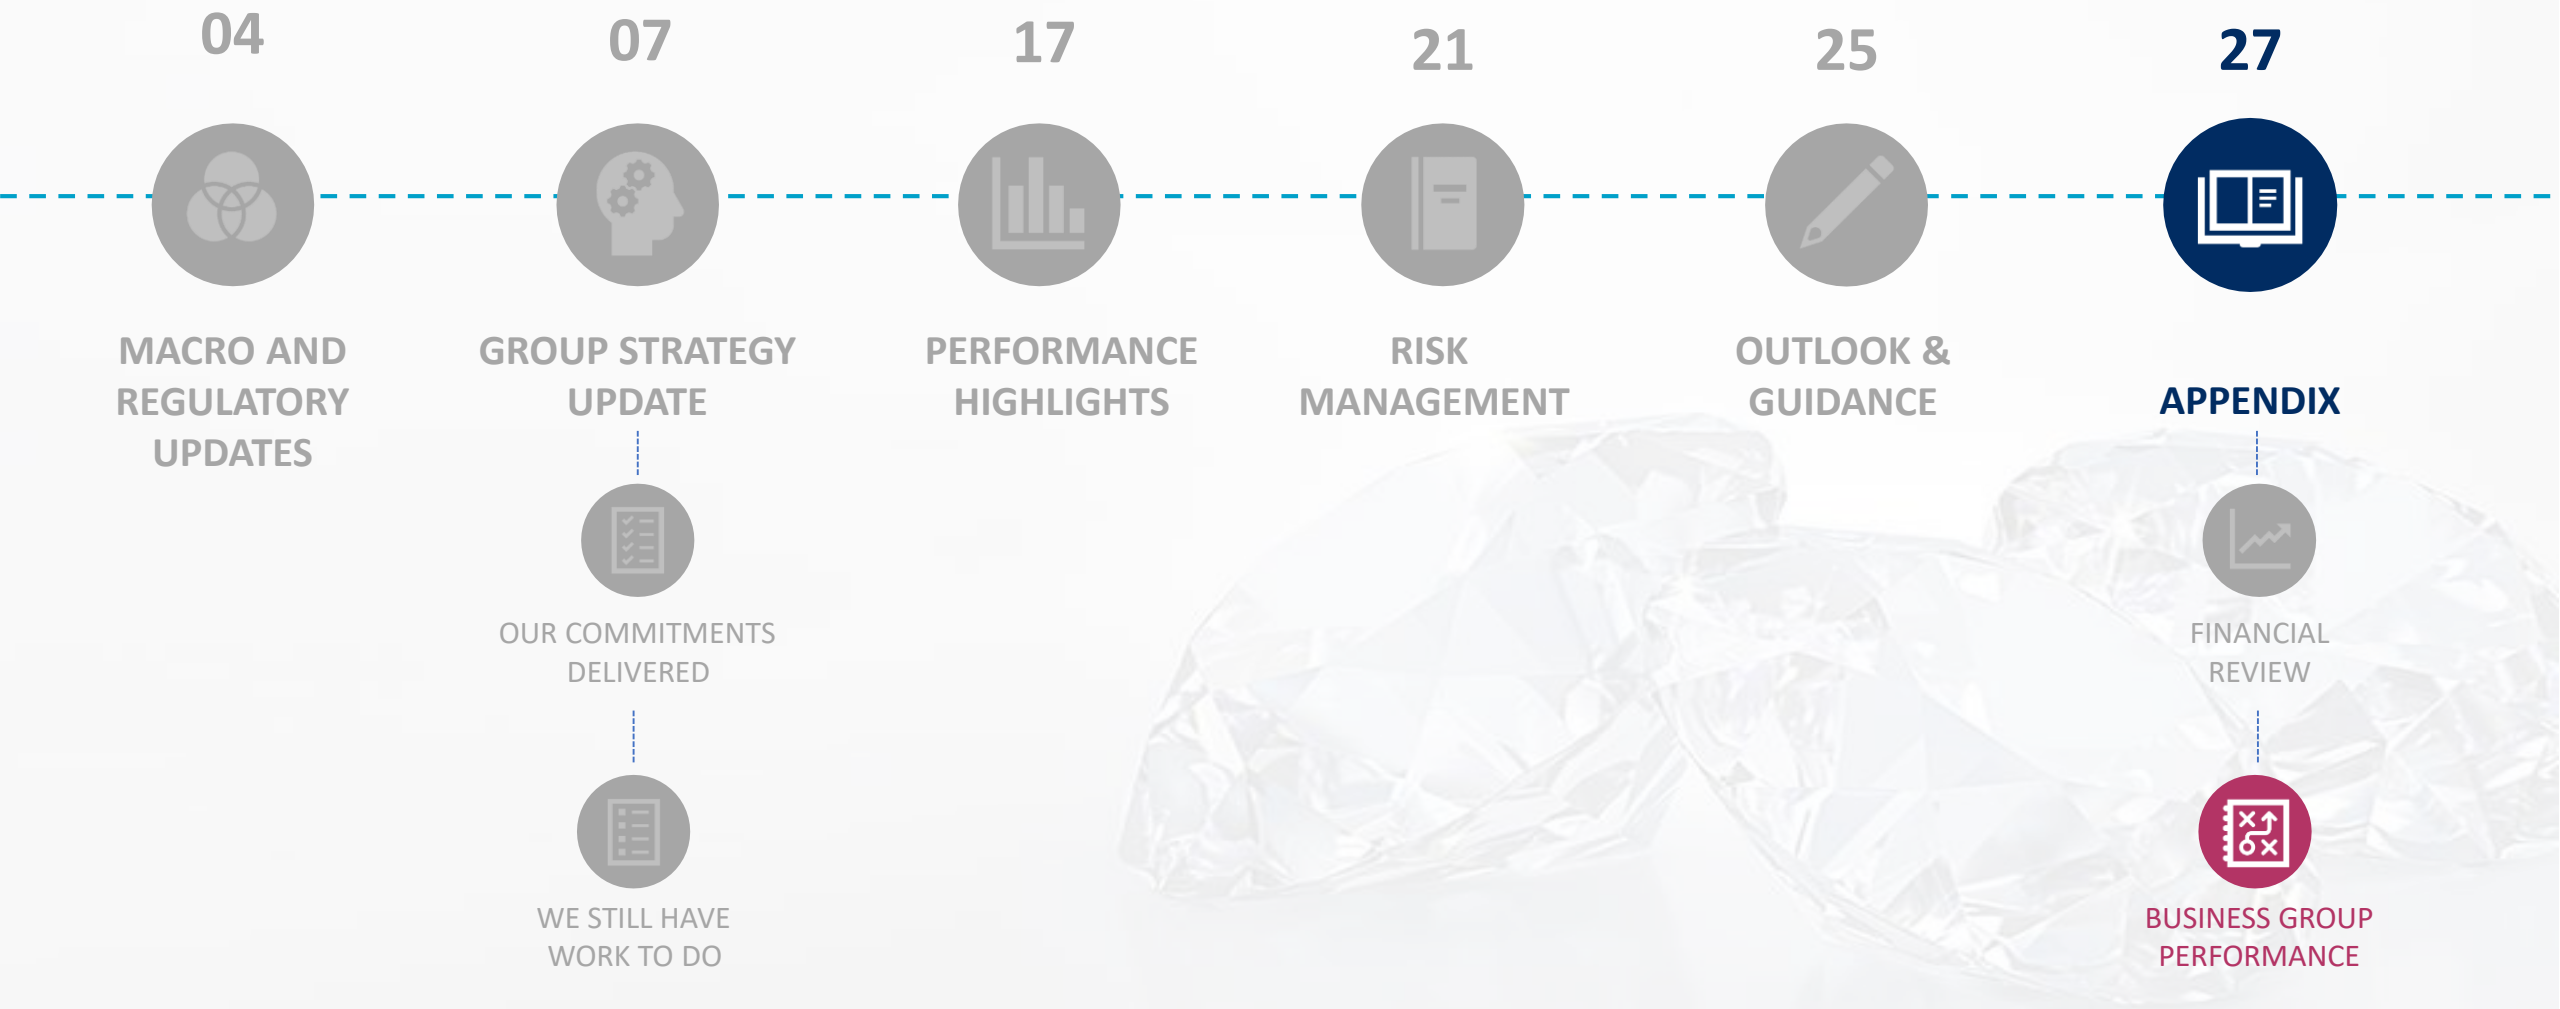 04
MACRO AND
REGULATORY
UPDATES
07
GROUP STRATEGY
UPDATE
OUR COMMITMENTS
DELIVERED
WE STILL HAVE
WORK TO DO
17
PERFORMANCE
HIGHLIGHTS
21
RISK
MANAGEMENT
25
OUTLOOK &
GUIDANCE
27
APPENDIX
FINANCIAL
REVIEW
BUSINESS GROUP
PERFORMANCE